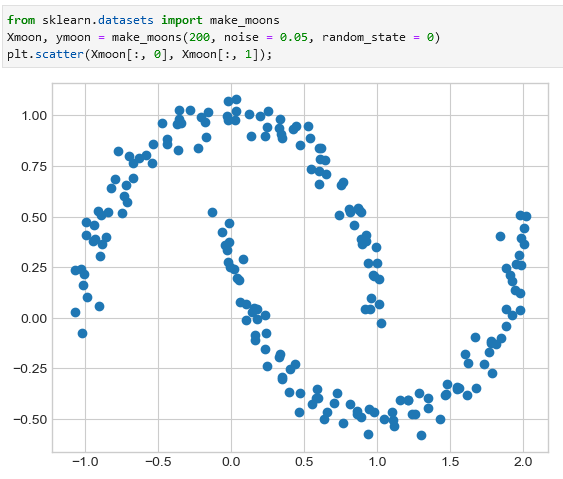 from sklearn.datasets import make_moons
Xmoon, ymoon = make_moons(200, noise = 0.05, random_state = 0)
plt.scatter(Xmoon[:, 0], Xmoon[:, 1]);
1.00
0.75
0.50
0.25
0.00
−0.25
−0.50
−1.0 −0.5 0.0 0.5 1.0 1.5 2.0